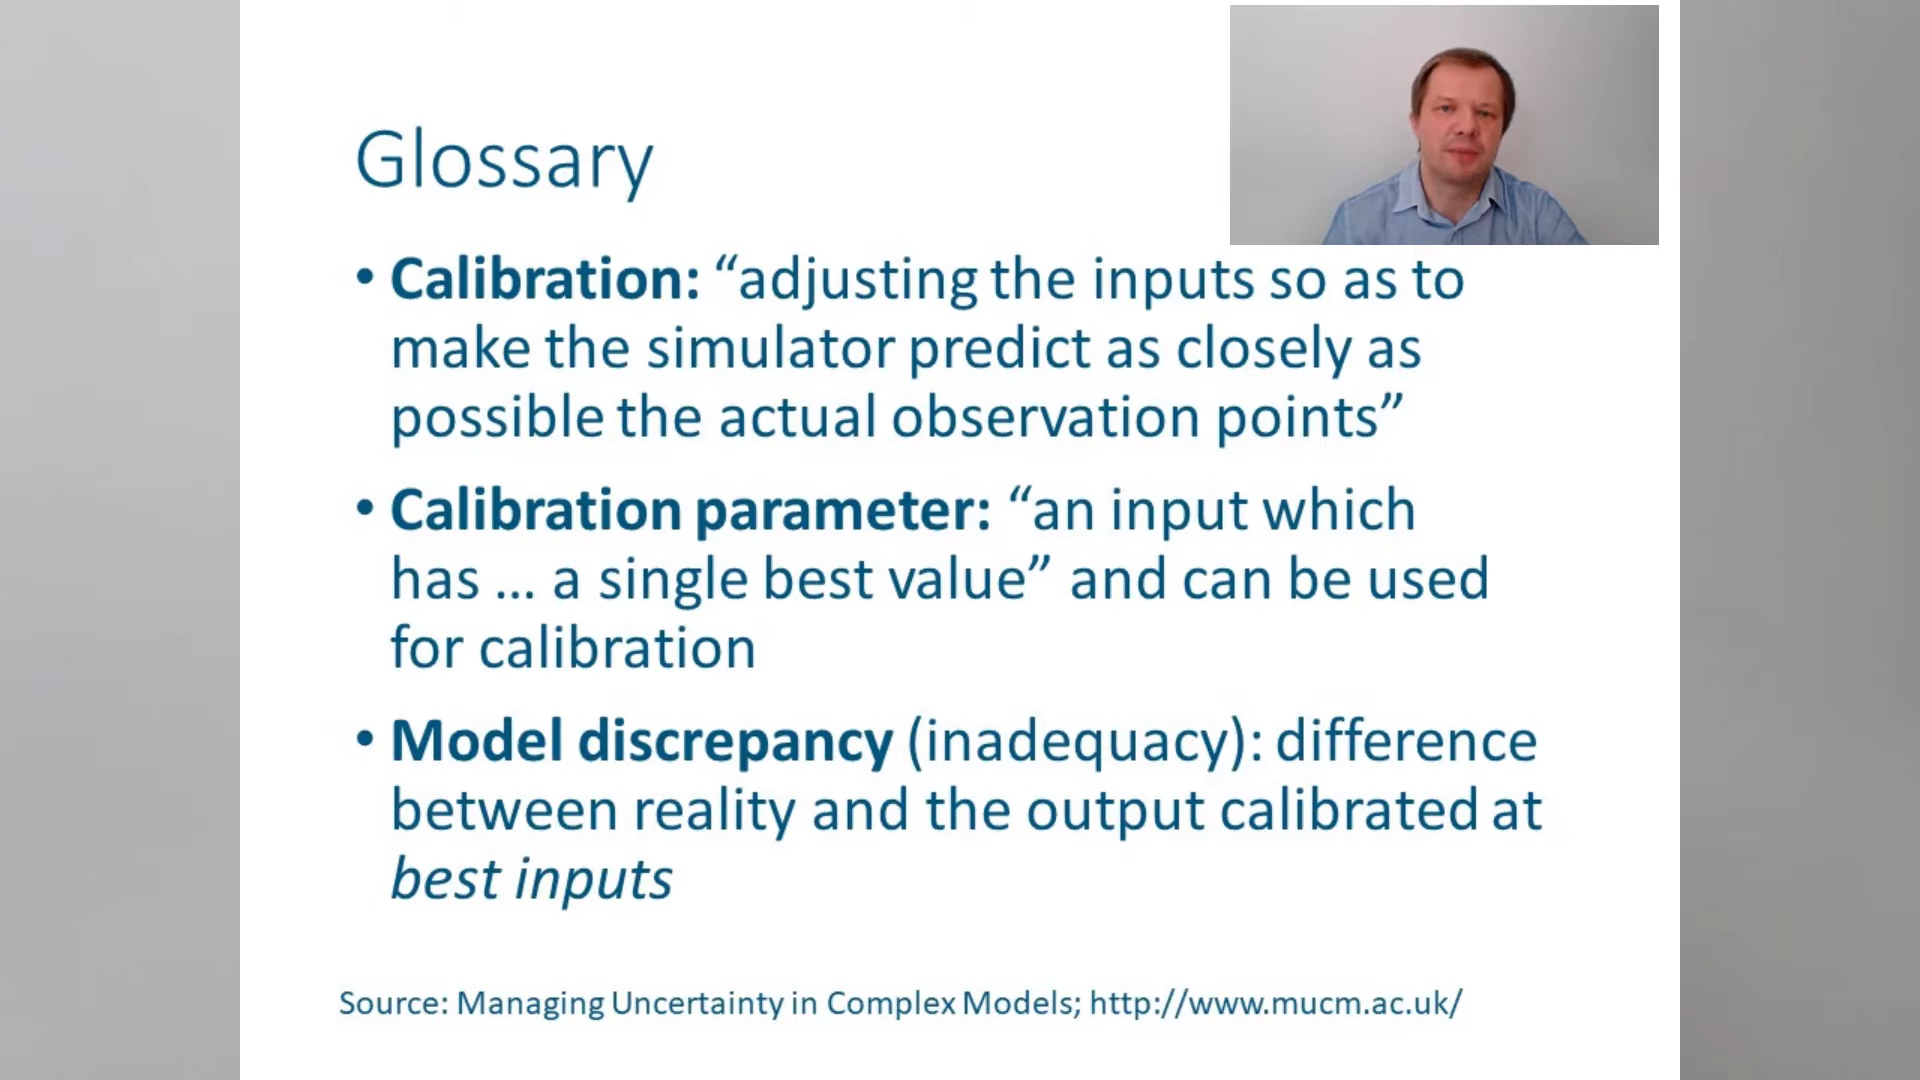 Glossary
• Calibration: “adjusting the inputs so as to
make the simulator predict as closely as
possible the actual observation points”
• Calibration parameter: “an input which
has … a single best value” and can be used
for calibration
• Model discrepancy (inadequacy): difference
between reality and the output calibrated at
best inputs
Source: Managing Uncertainty in Complex Models; http://www.mucm.ac.uk/